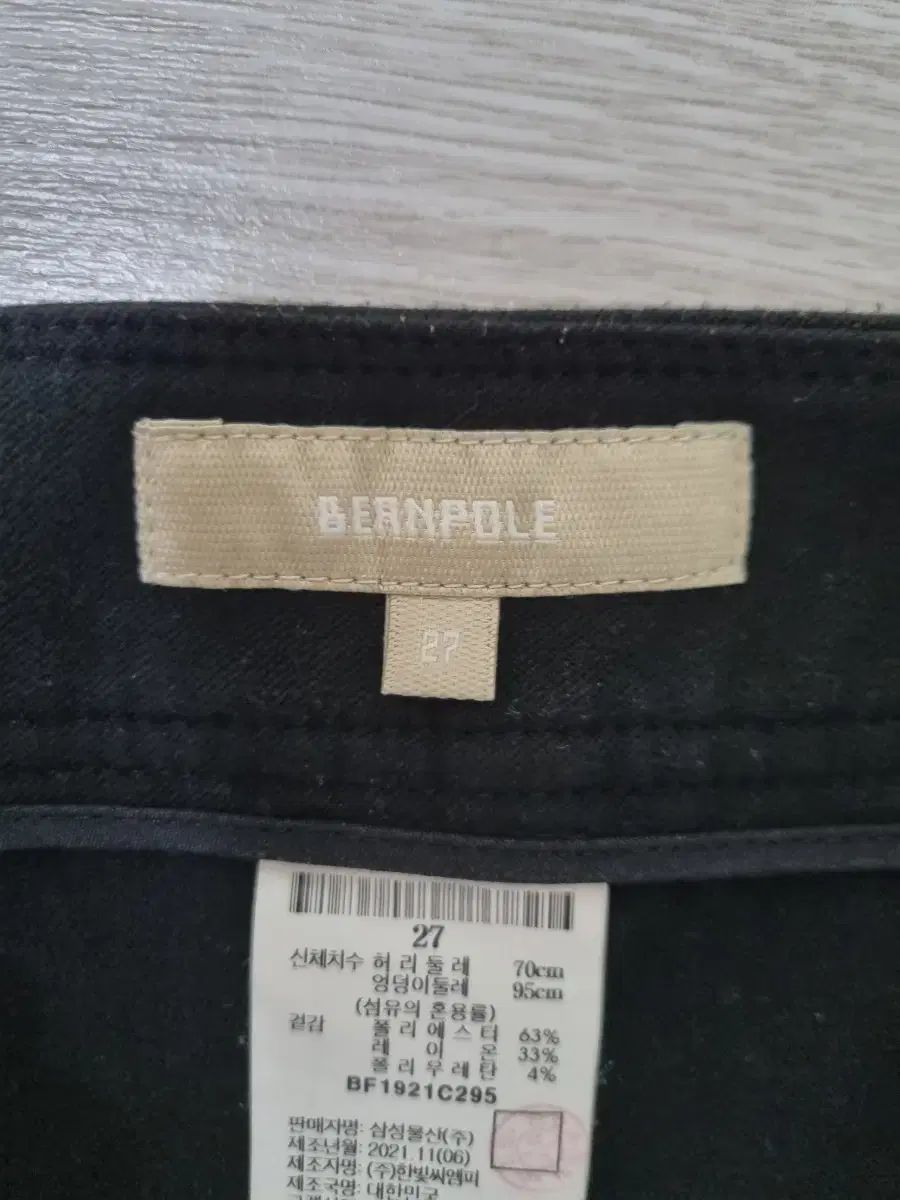 BEANPOLE
27
27
신체치수 허 리 둘 레 70cm
엉덩이둘레 95cm
(섬유의 혼용률)
겉감 폴 리 에 스 터 63%
레 이 온 33%
폴 리 우 레 탄 4%
BF1921C295
판매자명: 삼성물산(주)
제조년월: 2021.11(06)
제조자명: (주)한빛씨엠피
제조국명: 대한민국